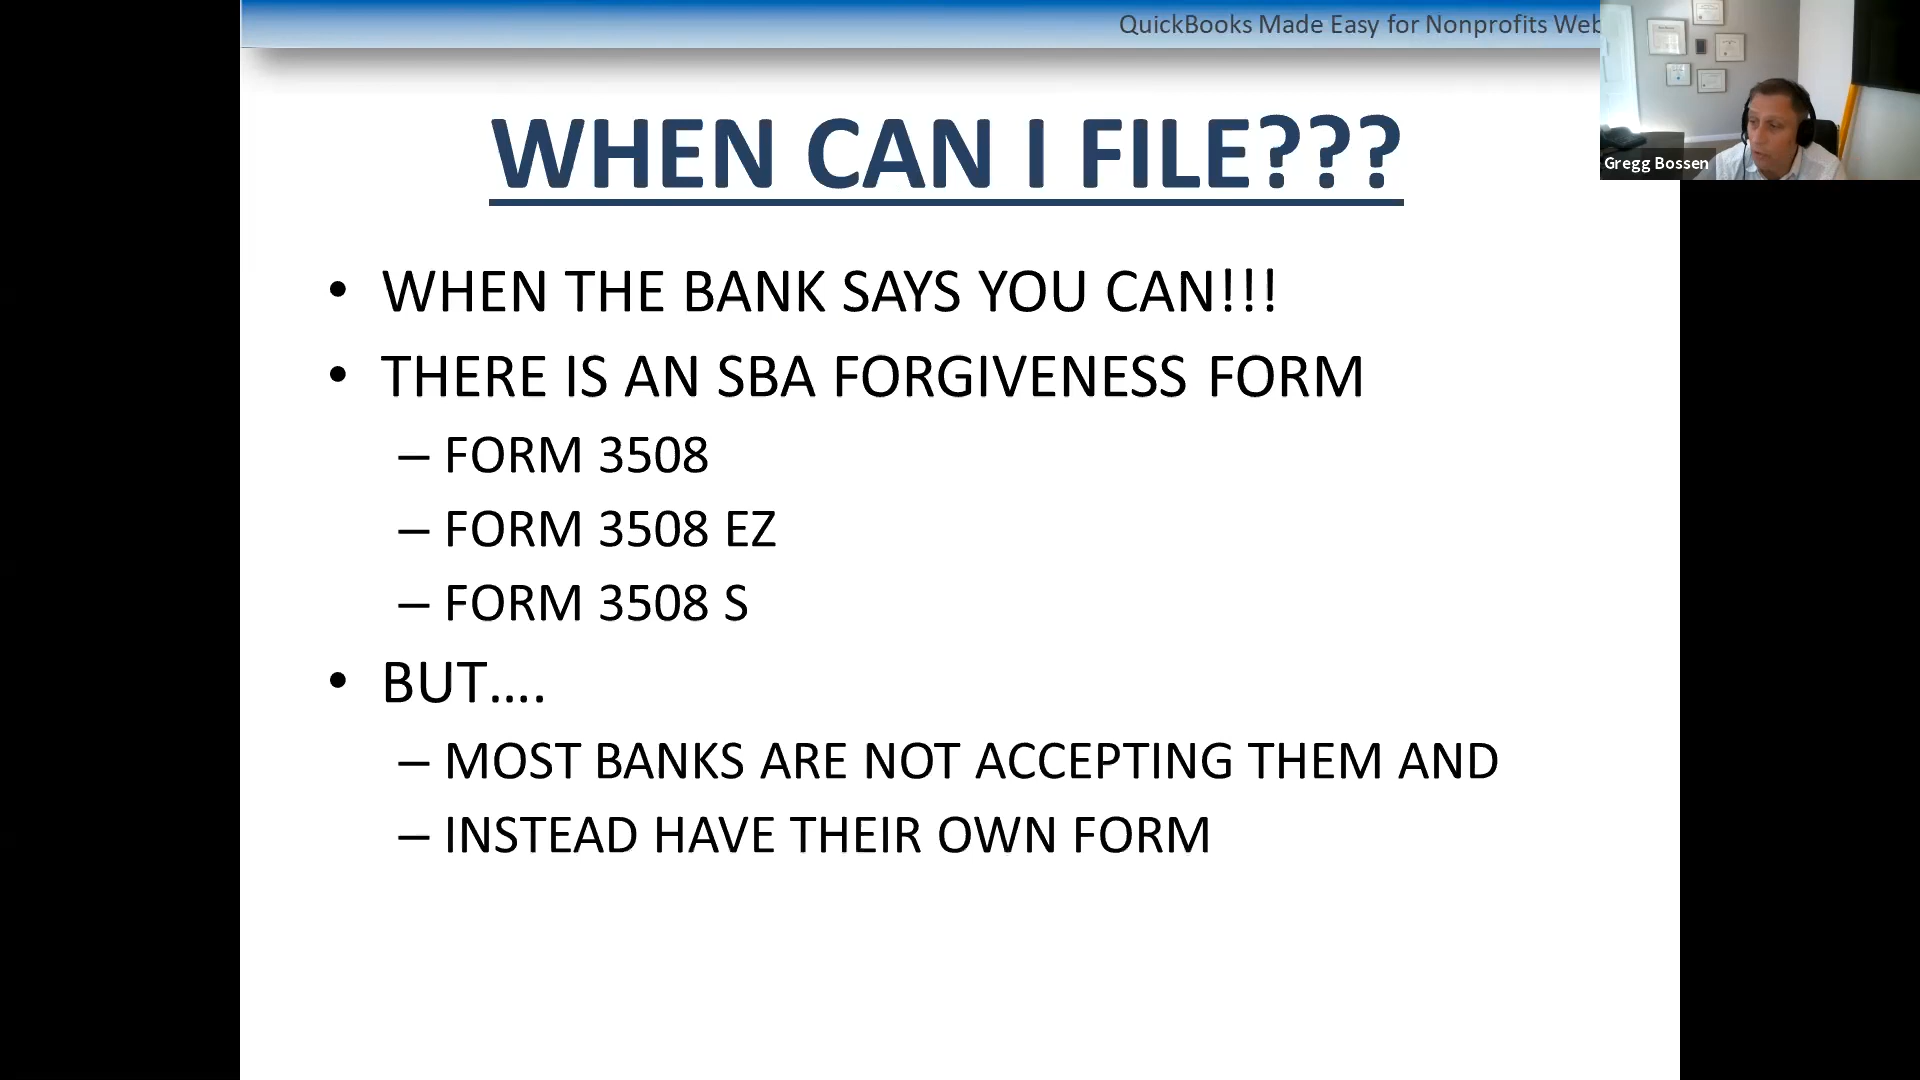 QuickBooks Made Easy for Nonprofits Web
Gregg Bossen
WHEN CAN I FILE???
• WHEN THE BANK SAYS YOU CAN!!!
• THERE IS AN SBA FORGIVENESS FORM
– FORM 3508
– FORM 3508 EZ
– FORM 3508 S
• BUT....
– MOST BANKS ARE NOT ACCEPTING THEM AND
– INSTEAD HAVE THEIR OWN FORM